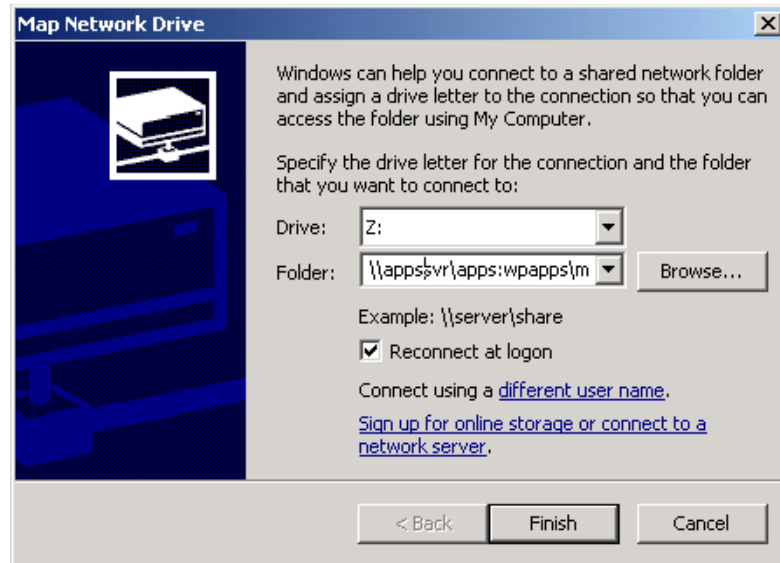 Map Network Drive
Windows can help you connect to a shared network folder
and assign a drive letter to the connection so that you can
access the folder using My Computer.
Specify the drive letter for the connection and the folder
that you want to connect to:
Drive: Z:
Folder: \\appssvr\apps:wpapps\m Browse...
Example: \\server\share
Reconnect at logon
Connect using a different user name.
Sign up for online storage or connect to a
network server.
< Back Finish Cancel